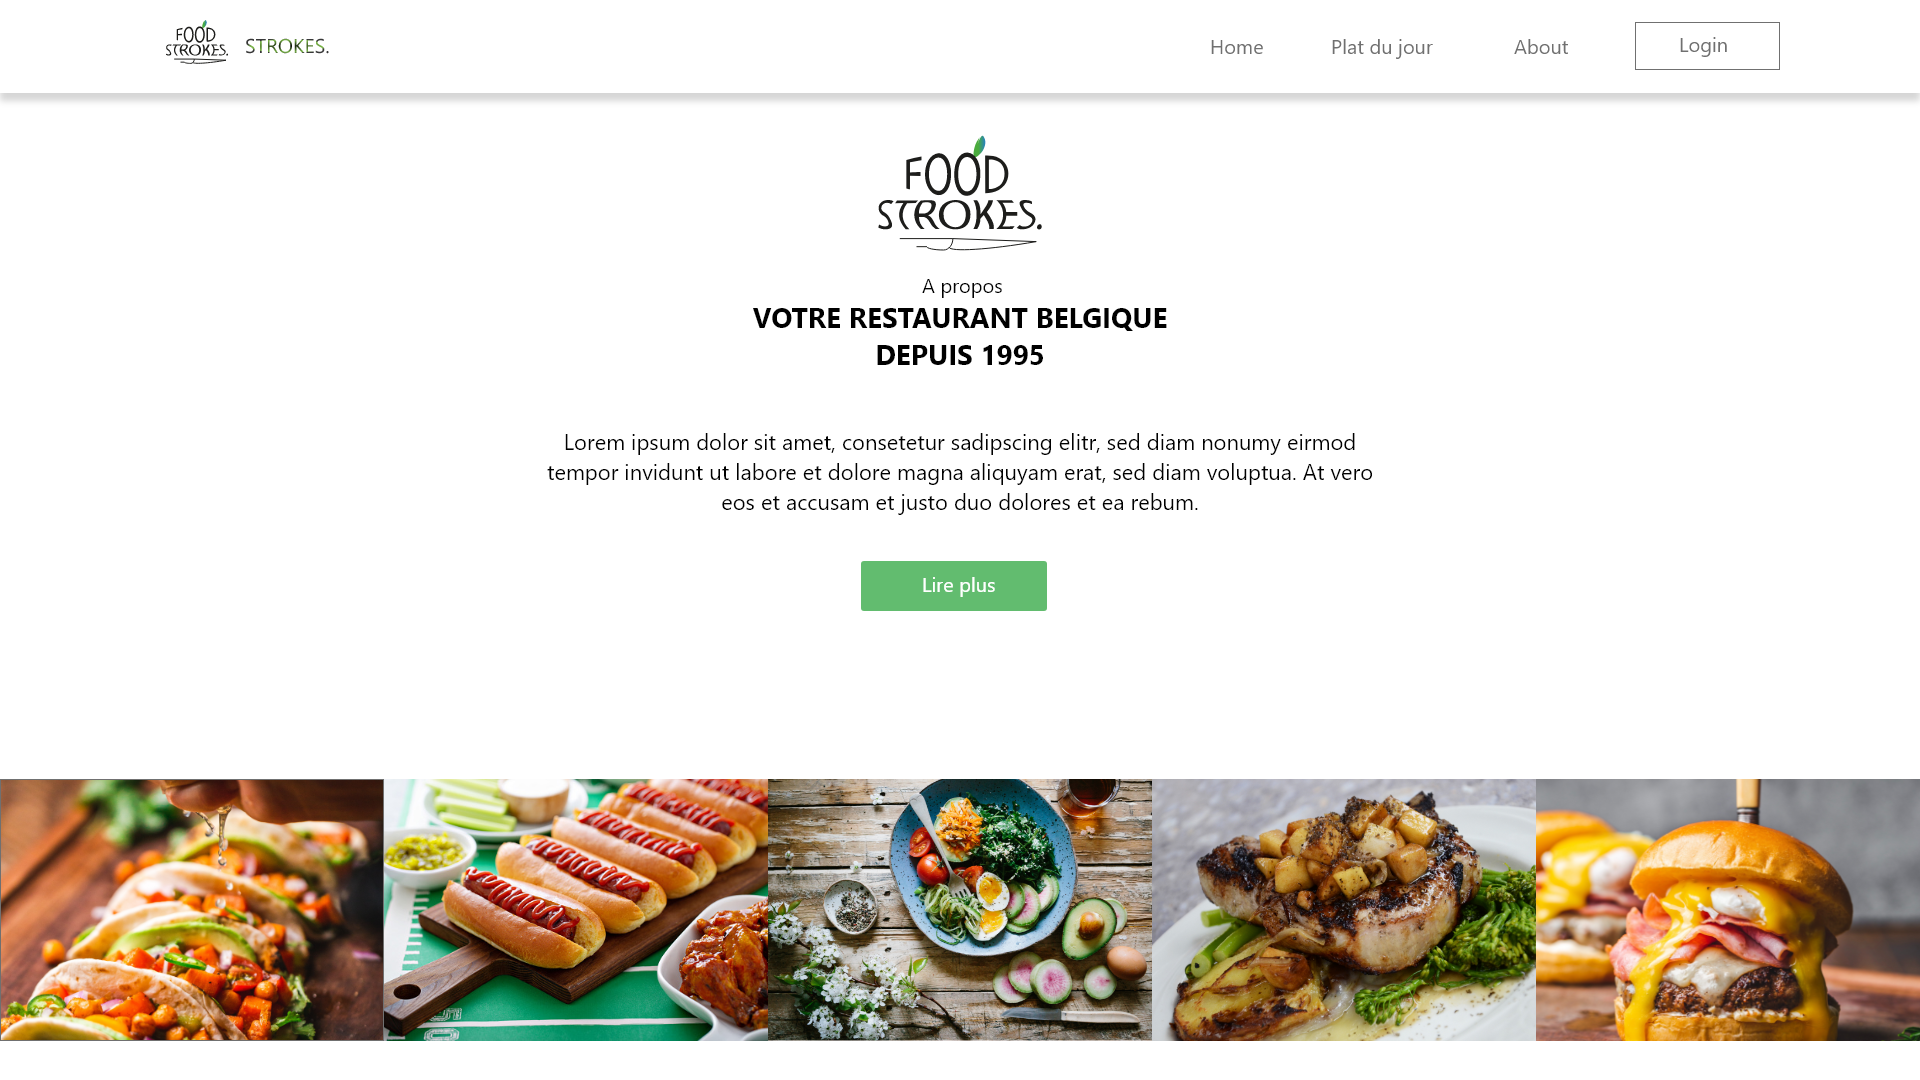 FOOD
STROKES.
STROKES.
Home
Plat du jour
About
Login
FOOD
STROKES.
A propos
VOTRE RESTAURANT BELGIQUE
DEPUIS 1995
Lorem ipsum dolor sit amet, consetetur sadipscing elitr, sed diam nonumy eirmod
tempor invidunt ut labore et dolore magna aliquyam erat, sed diam voluptua. At vero
eos et accusam et justo duo dolores et ea rebum.
Lire plus